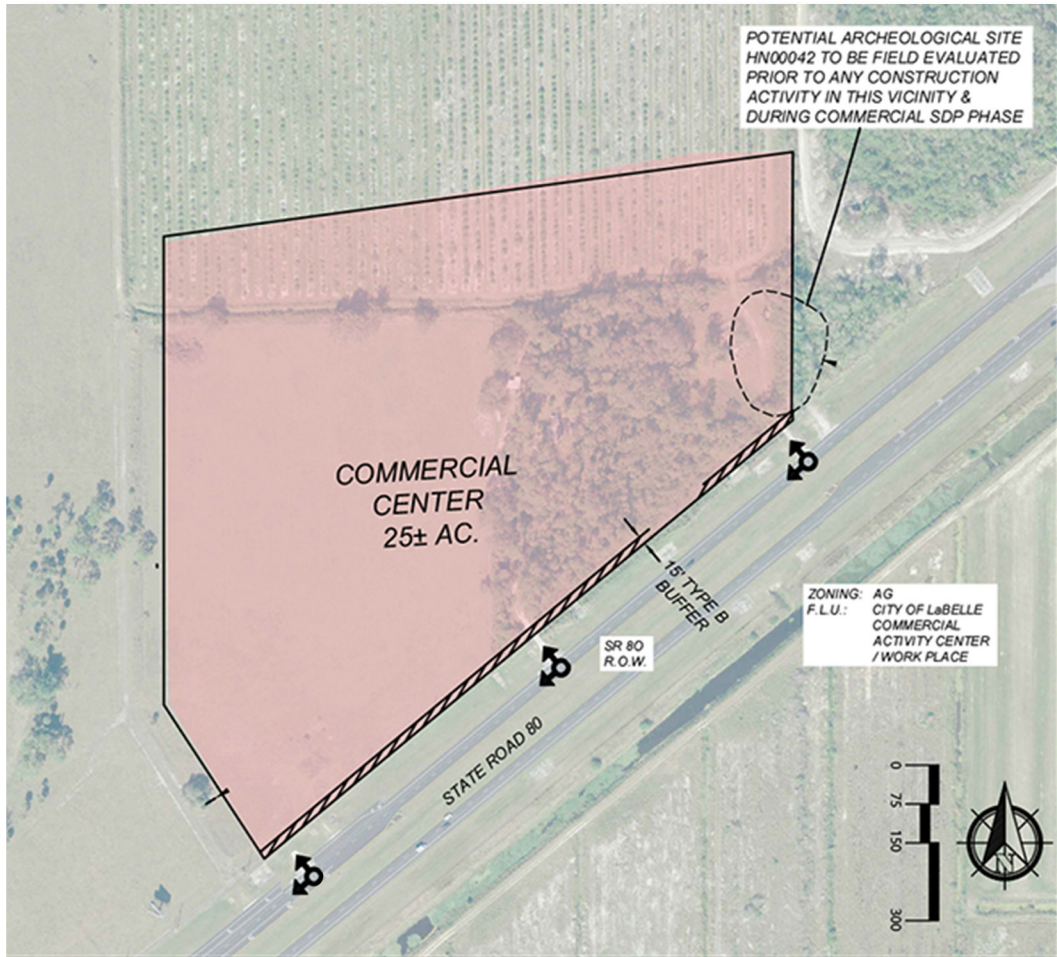 POTENTIAL ARCHEOLOGICAL SITE
HN00042 TO BE FIELD EVALUATED
PRIOR TO ANY CONSTRUCTION
ACTIVITY IN THIS VICINITY &
DURING COMMERCIAL SDP PHASE
COMMERCIAL
CENTER
25± AC.
15' TYPE B
BUFFER
ZONING: AG
F.L.U.: CITY OF LaBELLE
COMMERCIAL
ACTIVITY CENTER
/ WORK PLACE
SR 80
R.O.W.
STATE ROAD 80
0
75
150
300
N